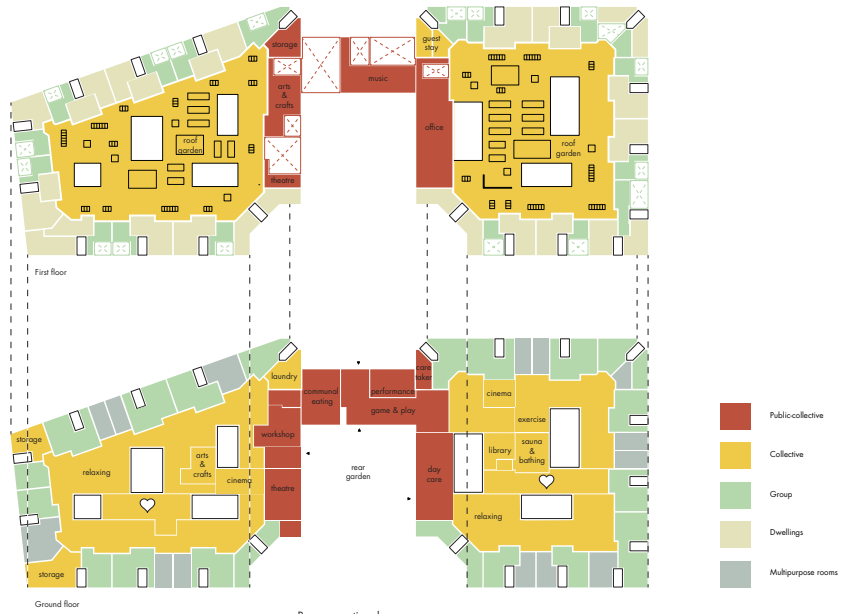 storage
guest
stay
music
arts
&
crafts
office
roof
garden
roof
garden
theatre
First floor
care
taker
laundry
communal
eating
performance
cinema
game & play
exercise
storage
workshop
arts
&
crafts
library
sauna
&
bathing
relaxing
rear
garden
day
care
cinema
theatre
relaxing
storage
Ground floor
Public-collective
Collective
Group
Dwellings
Multipurpose rooms